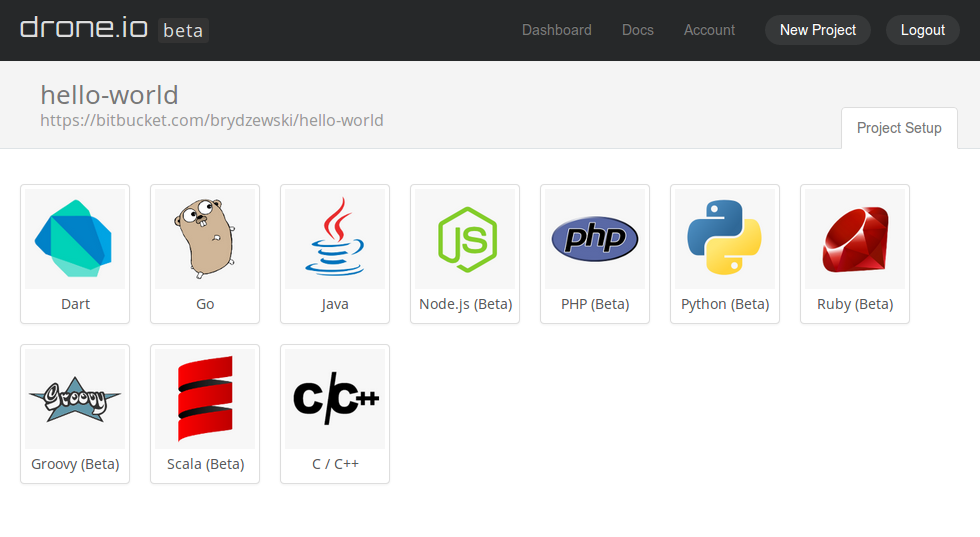 drone.io beta Dashboard Docs Account New Project Logout
hello-world
https://bitbucket.com/brydzewski/hello-world
Project Setup
JS php
Dart Go Java Node.js (Beta) PHP (Beta) Python (Beta) Ruby (Beta)
Groovy C/C++
Groovy (Beta) Scala (Beta) C / C++